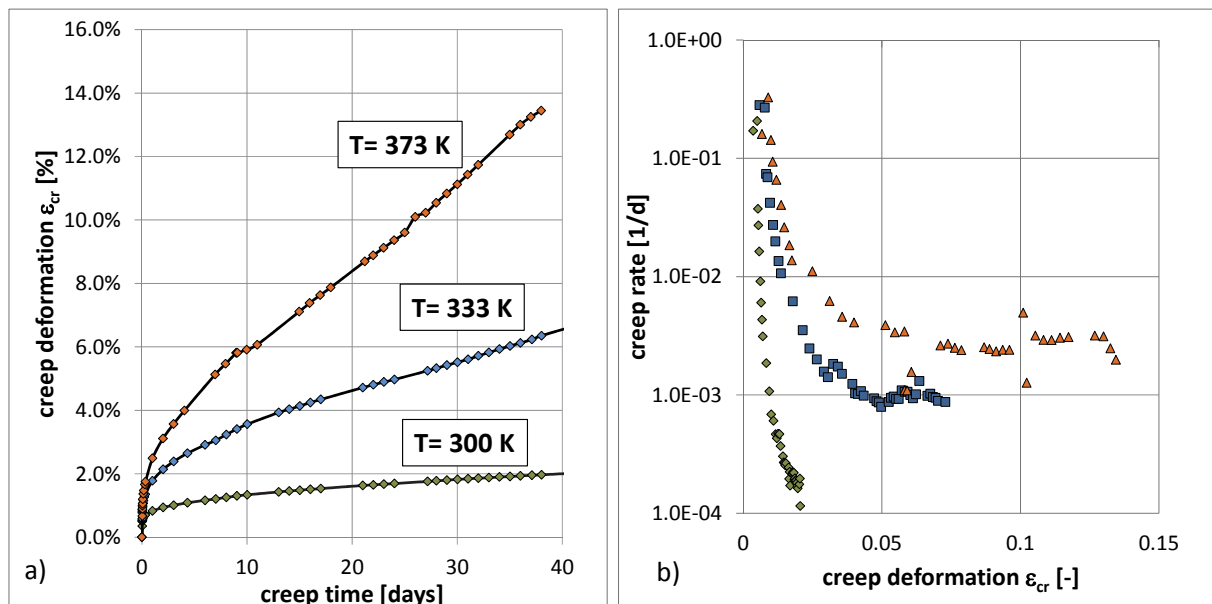 16.0%
14.0%
12.0%
10.0%
8.0%
6.0%
4.0%
2.0%
0.0%
creep deformation εcr [%]
T= 373 K
T= 333 K
T= 300 K
0 10 20 30 40
creep time [days]
a)
1.0E+00
1.0E-01
1.0E-02
1.0E-03
1.0E-04
creep rate [1/d]
0 0.05 0.1 0.15
creep deformation εcr [-]
b)